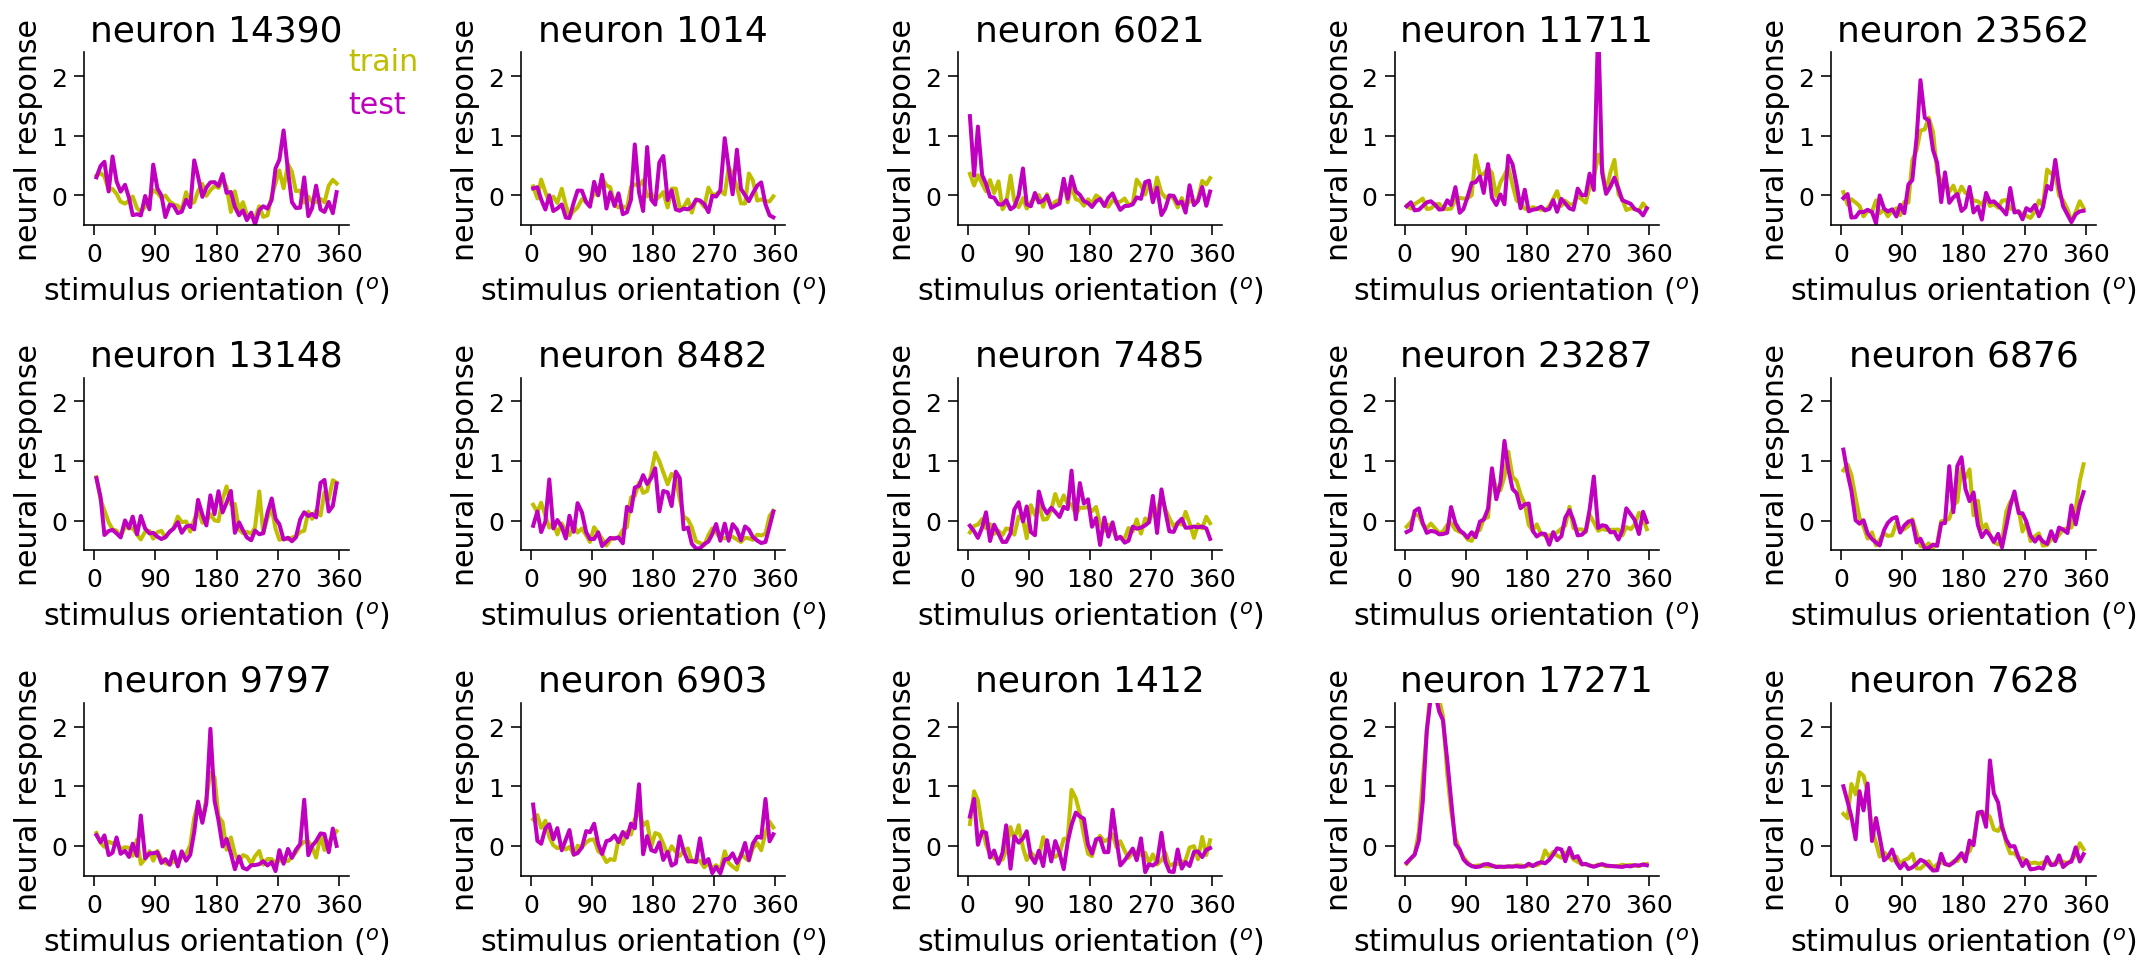 neuron 14390
train
test
neural response
2
1
0
0 90 180 270 360
stimulus orientation (o)
neuron 1014
neural response
2
1
0
0 90 180 270 360
stimulus orientation (o)
neuron 6021
neural response
2
1
0
0 90 180 270 360
stimulus orientation (o)
neuron 11711
neural response
2
1
0
0 90 180 270 360
stimulus orientation (o)
neuron 23562
neural response
2
1
0
0 90 180 270 360
stimulus orientation (o)
neuron 13148
neural response
2
1
0
0 90 180 270 360
stimulus orientation (o)
neuron 8482
neural response
2
1
0
0 90 180 270 360
stimulus orientation (o)
neuron 7485
neural response
2
1
0
0 90 180 270 360
stimulus orientation (o)
neuron 23287
neural response
2
1
0
0 90 180 270 360
stimulus orientation (o)
neuron 6876
neural response
2
1
0
0 90 180 270 360
stimulus orientation (o)
neuron 9797
neural response
2
1
0
0 90 180 270 360
stimulus orientation (o)
neuron 6903
neural response
2
1
0
0 90 180 270 360
stimulus orientation (o)
neuron 1412
neural response
2
1
0
0 90 180 270 360
stimulus orientation (o)
neuron 17271
neural response
2
1
0
0 90 180 270 360
stimulus orientation (o)
neuron 7628
neural response
2
1
0
0 90 180 270 360
stimulus orientation (o)